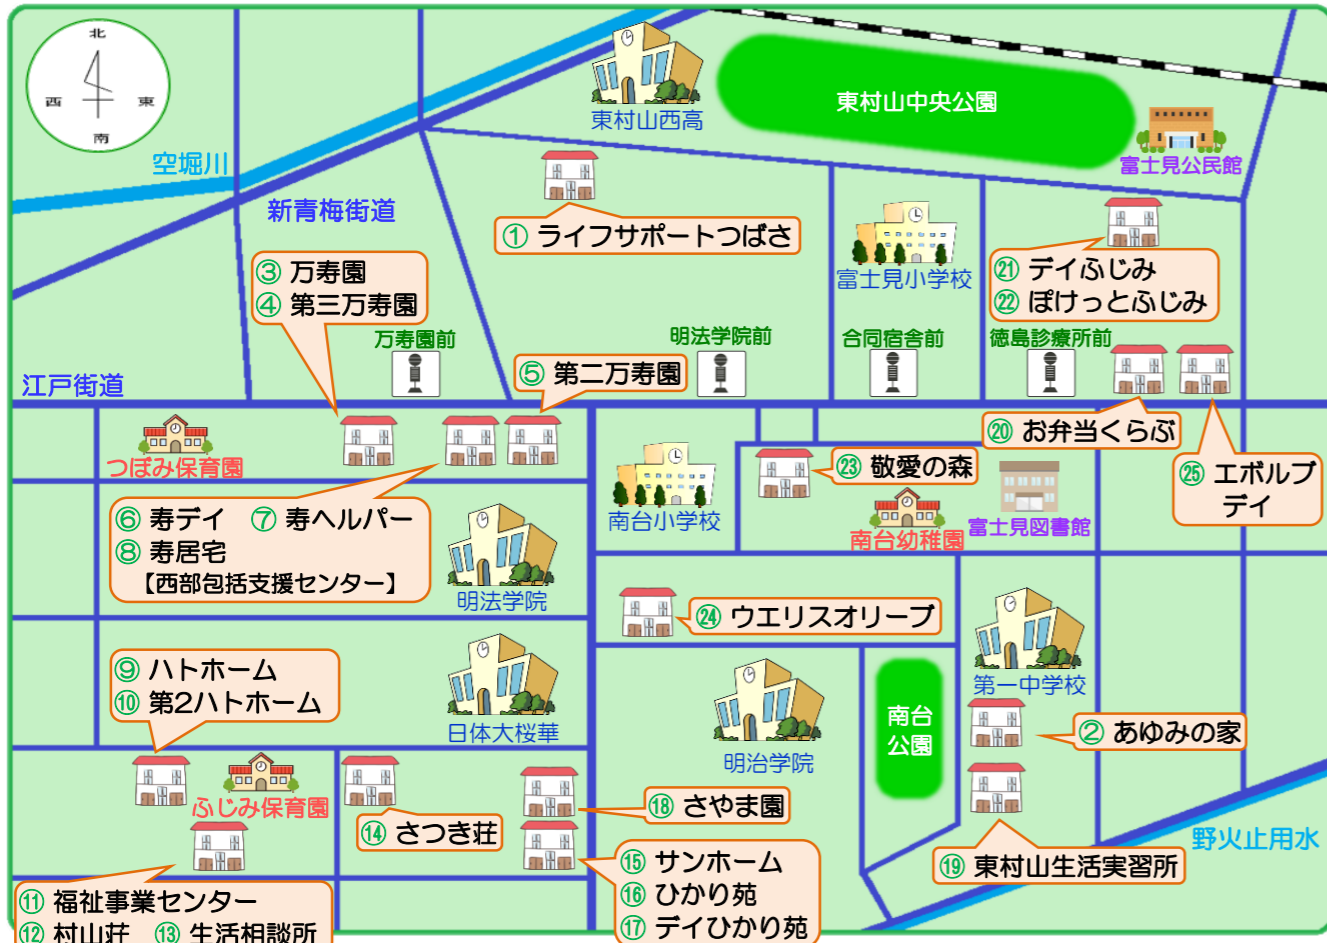 北
西 東
南
東村山西高
東村山中央公園
富士見公民館
空堀川
新青梅街道
① ライフサポートつばさ
富士見小学校
㉑ デイふじみ
㉒ ぽけっとふじみ
③ 万寿園
④ 第三万寿園
万寿園前
明法学院前
合同宿舎前
徳島診療所前
⑤ 第二万寿園
江戸街道
⑳ お弁当くらぶ
㉕ エボルブ
デイ
つぼみ保育園
南台小学校
㉓ 敬愛の森
南台幼稚園
富士見図書館
⑥ 寿デイ ⑦ 寿ヘルパー
⑧ 寿居宅
【西部包括支援センター】
明法学院
㉔ ウエリスオリーブ
第一中学校
⑨ ハトホーム
⑩ 第2ハトホーム
日体大桜華
明治学院
南台
公園
② あゆみの家
ふじみ保育園
⑭ さつき荘
⑱ さやま園
⑮ サンホーム
⑯ ひかり苑
⑰ デイひかり苑
⑲ 東村山生活実習所
野火止用水
⑪ 福祉事業センター
⑫ 村山荘 ⑬ 生活相談所